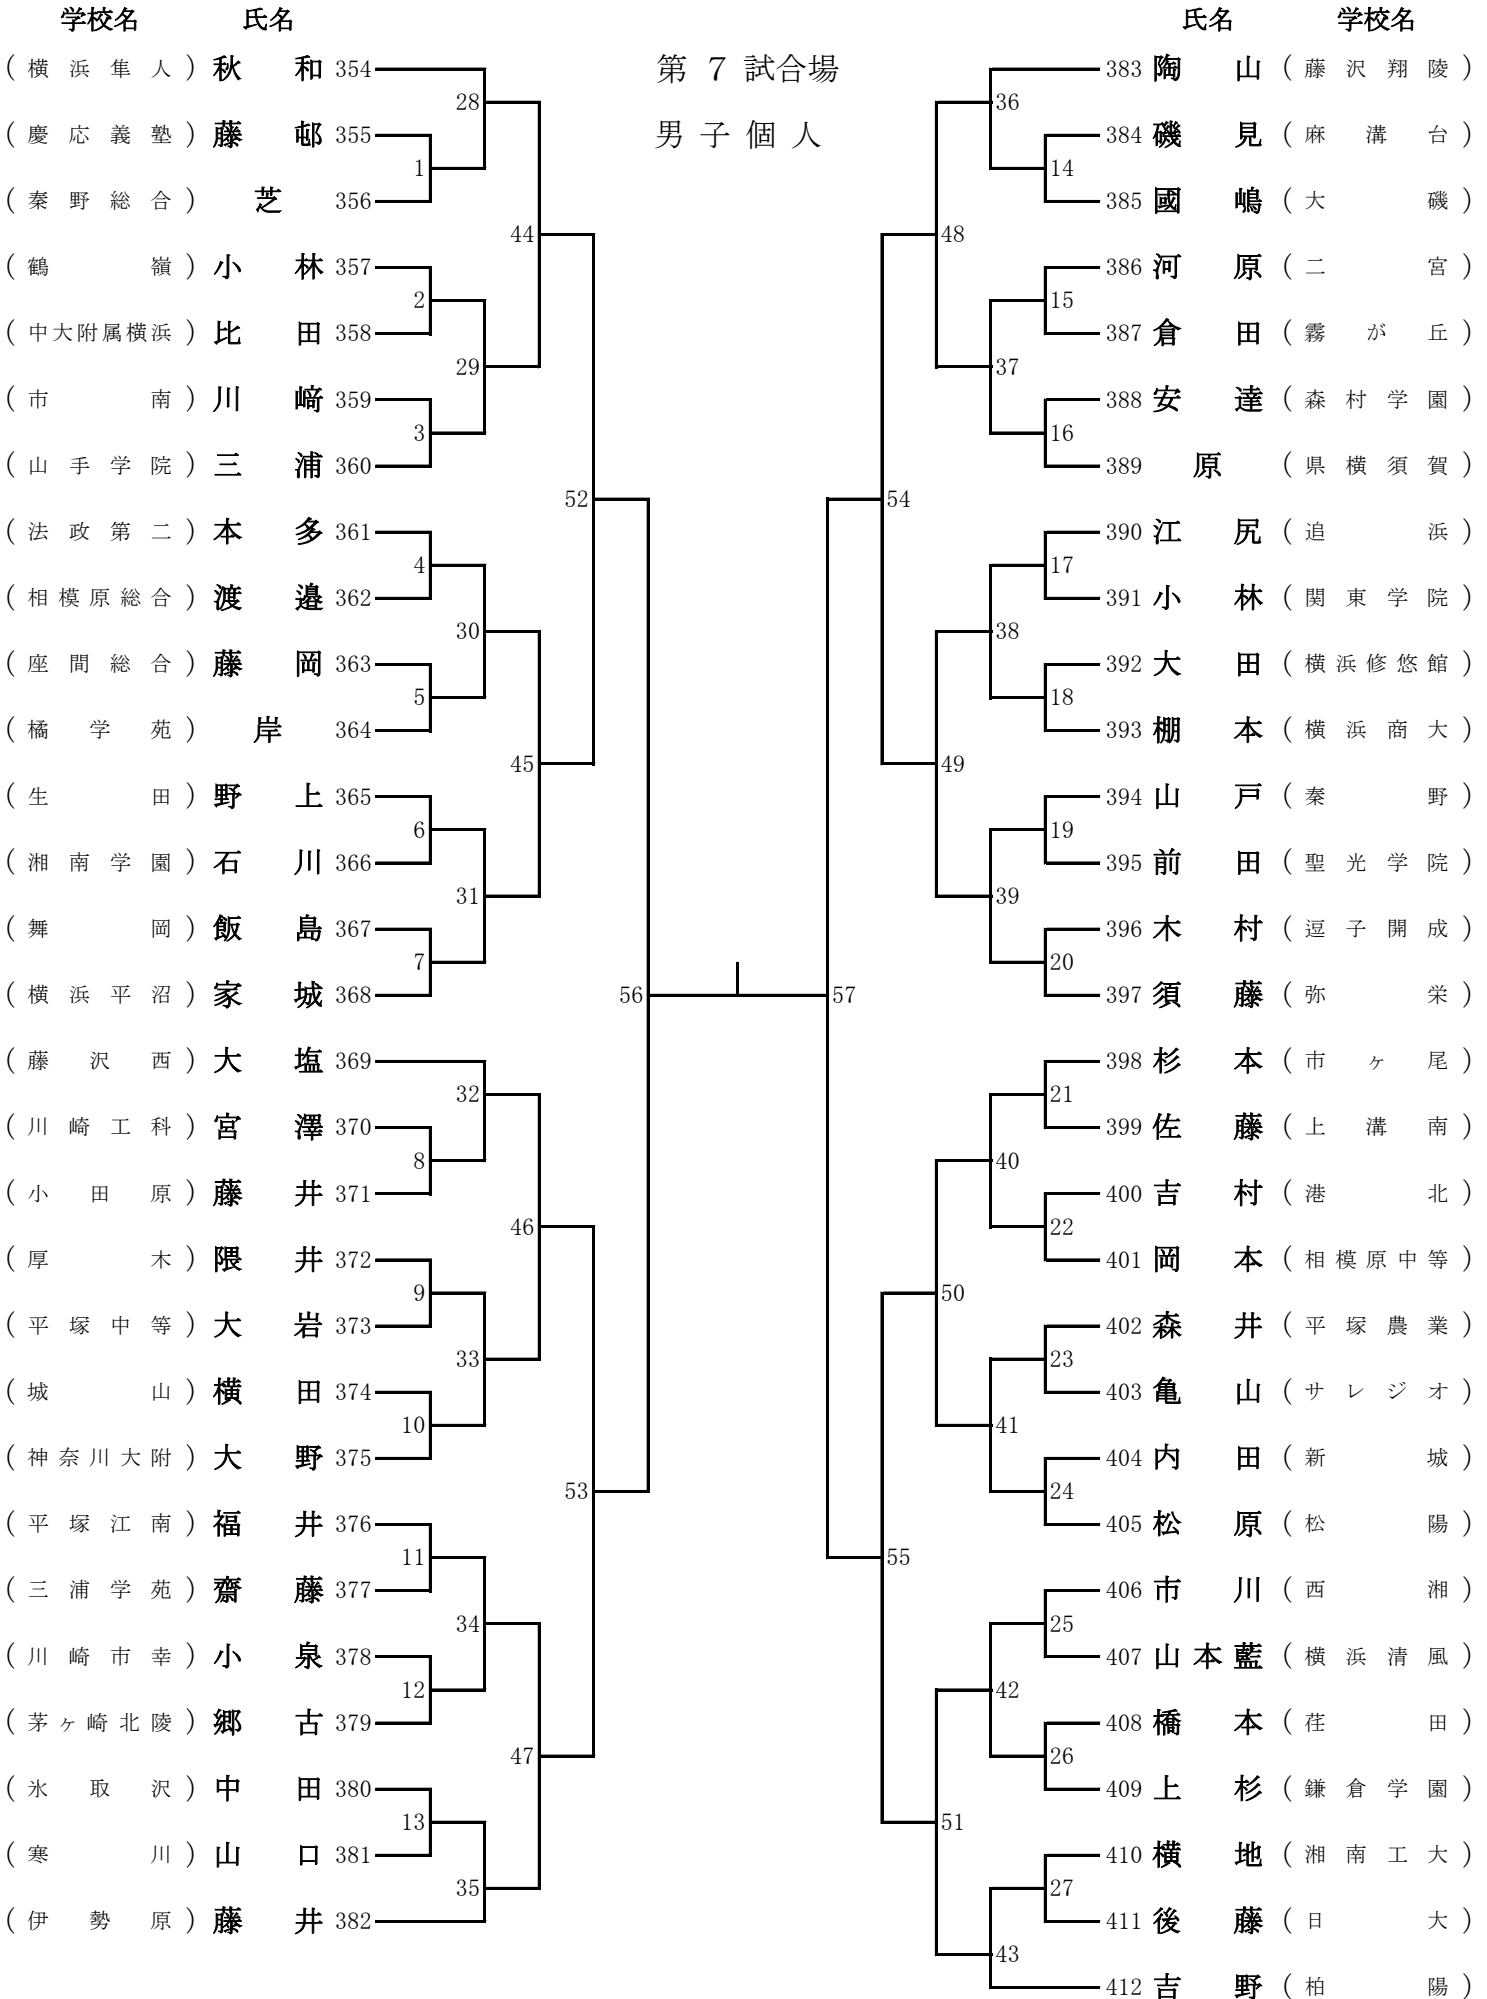 学校名 氏名 氏名 学校名
第 7 試合場
男子個人
(横浜隼人) 秋和 354
28
(慶応義塾) 藤邨 355
1
(秦野総合) 芝 356
44
(鶴嶺) 小林 357
2
(中大附属横浜) 比田 358
29
(市南) 川﨑 359
3
(山手学院) 三浦 360
52
(法政第二) 本多 361
4
(相模原総合) 渡邉 362
30
(座間総合) 藤岡 363
5
(橘学苑) 岸 364
45
(生田) 野上 365
6
(湘南学園) 石川 366
31
(舞岡) 飯島 367
7
(横浜平沼) 家城 368
56
(藤沢西) 大塩 369
32
(川崎工科) 宮澤 370
8
(小田原) 藤井 371
46
(厚木) 隈井 372
9
(平塚中等) 大岩 373
33
(城山) 横田 374
10
(神奈川大附) 大野 375
53
(平塚江南) 福井 376
11
(三浦学苑) 齋藤 377
34
(川崎市幸) 小泉 378
12
(茅ヶ崎北陵) 郷古 379
47
(氷取沢) 中田 380
13
(寒川) 山口 381
35
(伊勢原) 藤井 382
383 陶山 (藤沢翔陵)
36
384 磯見 (麻溝台)
14
385 國嶋 (大磯)
48
386 河原 (二宮)
15
387 倉田 (霧が丘)
37
388 安達 (森村学園)
16
389 原 (県横須賀)
54
390 江尻 (追浜)
17
391 小林 (関東学院)
38
392 大田 (横浜修悠館)
18
393 棚本 (横浜商大)
49
394 山戸 (秦野)
19
395 前田 (聖光学院)
39
396 木村 (逗子開成)
20
397 須藤 (弥栄)
57
398 杉本 (市ヶ尾)
21
399 佐藤 (上溝南)
40
400 吉村 (港北)
22
401 岡本 (相模原中等)
50
402 森井 (平塚農業)
23
403 亀山 (サレジオ)
41
404 内田 (新城)
24
405 松原 (松陽)
55
406 市川 (西湘)
25
407 山本藍 (横浜清風)
42
408 橋本 (荏田)
26
409 上杉 (鎌倉学園)
51
410 横地 (湘南工大)
27
411 後藤 (日大)
43
412 吉野 (柏陽)